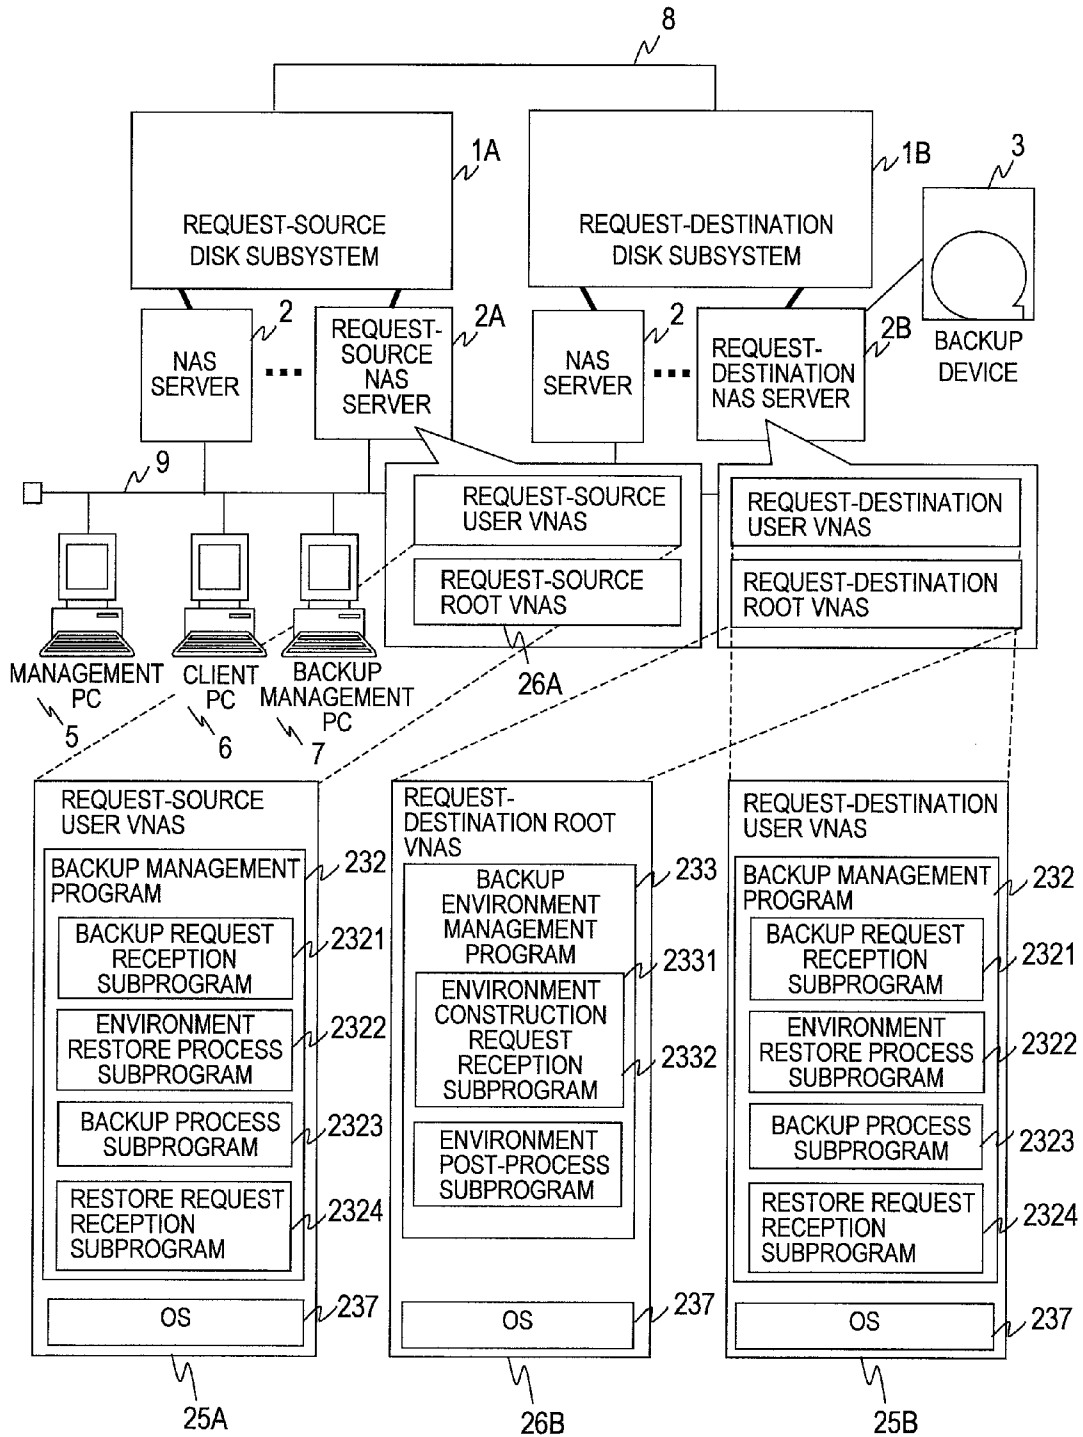 8
1A
1B
3
REQUEST-SOURCE
DISK SUBSYSTEM
REQUEST-DESTINATION
DISK SUBSYSTEM
2
2A
2
2B
NAS
SERVER
REQUEST-
SOURCE
NAS
SERVER
NAS
SERVER
REQUEST-
DESTINATION
NAS SERVER
BACKUP
DEVICE
9
REQUEST-SOURCE
USER VNAS
REQUEST-SOURCE
ROOT VNAS
26A
REQUEST-DESTINATION
USER VNAS
REQUEST-DESTINATION
ROOT VNAS
MANAGEMENT
PC
5
CLIENT
PC
6
BACKUP
MANAGEMENT
PC
7
REQUEST-SOURCE
USER VNAS
BACKUP MANAGEMENT
PROGRAM
232
BACKUP REQUEST
RECEPTION
SUBPROGRAM
2321
ENVIRONMENT
RESTORE PROCESS
SUBPROGRAM
2322
BACKUP PROCESS
SUBPROGRAM
2323
RESTORE REQUEST
RECEPTION
SUBPROGRAM
2324
OS
237
25A
REQUEST-
DESTINATION ROOT
VNAS
BACKUP
ENVIRONMENT
MANAGEMENT
PROGRAM
233
2331
ENVIRONMENT
CONSTRUCTION
REQUEST
RECEPTION
SUBPROGRAM
2332
ENVIRONMENT
POST-PROCESS
SUBPROGRAM
OS
237
26B
REQUEST-DESTINATION
USER VNAS
BACKUP MANAGEMENT
PROGRAM
232
BACKUP REQUEST
RECEPTION
SUBPROGRAM
2321
ENVIRONMENT
RESTORE PROCESS
SUBPROGRAM
2322
BACKUP PROCESS
SUBPROGRAM
2323
RESTORE REQUEST
RECEPTION
SUBPROGRAM
2324
OS
237
25B